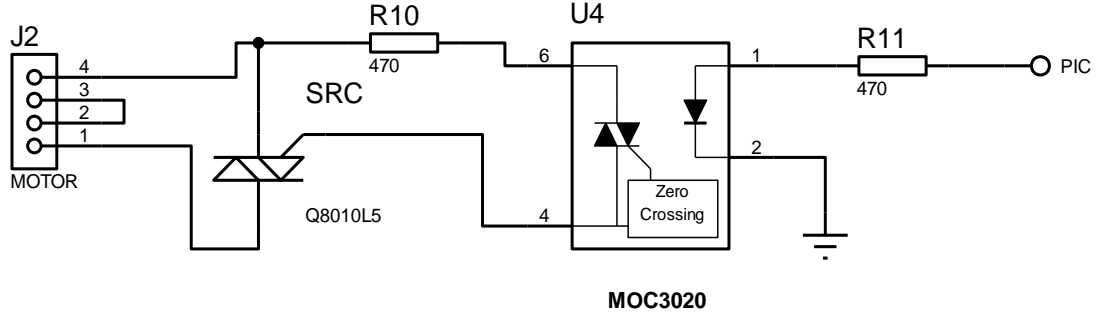 J2
4
3
2
1
MOTOR
R10
470
SRC
Q8010L5
U4
6
4
1
2
Zero
Crossing
MOC3020
R11
470
PIC